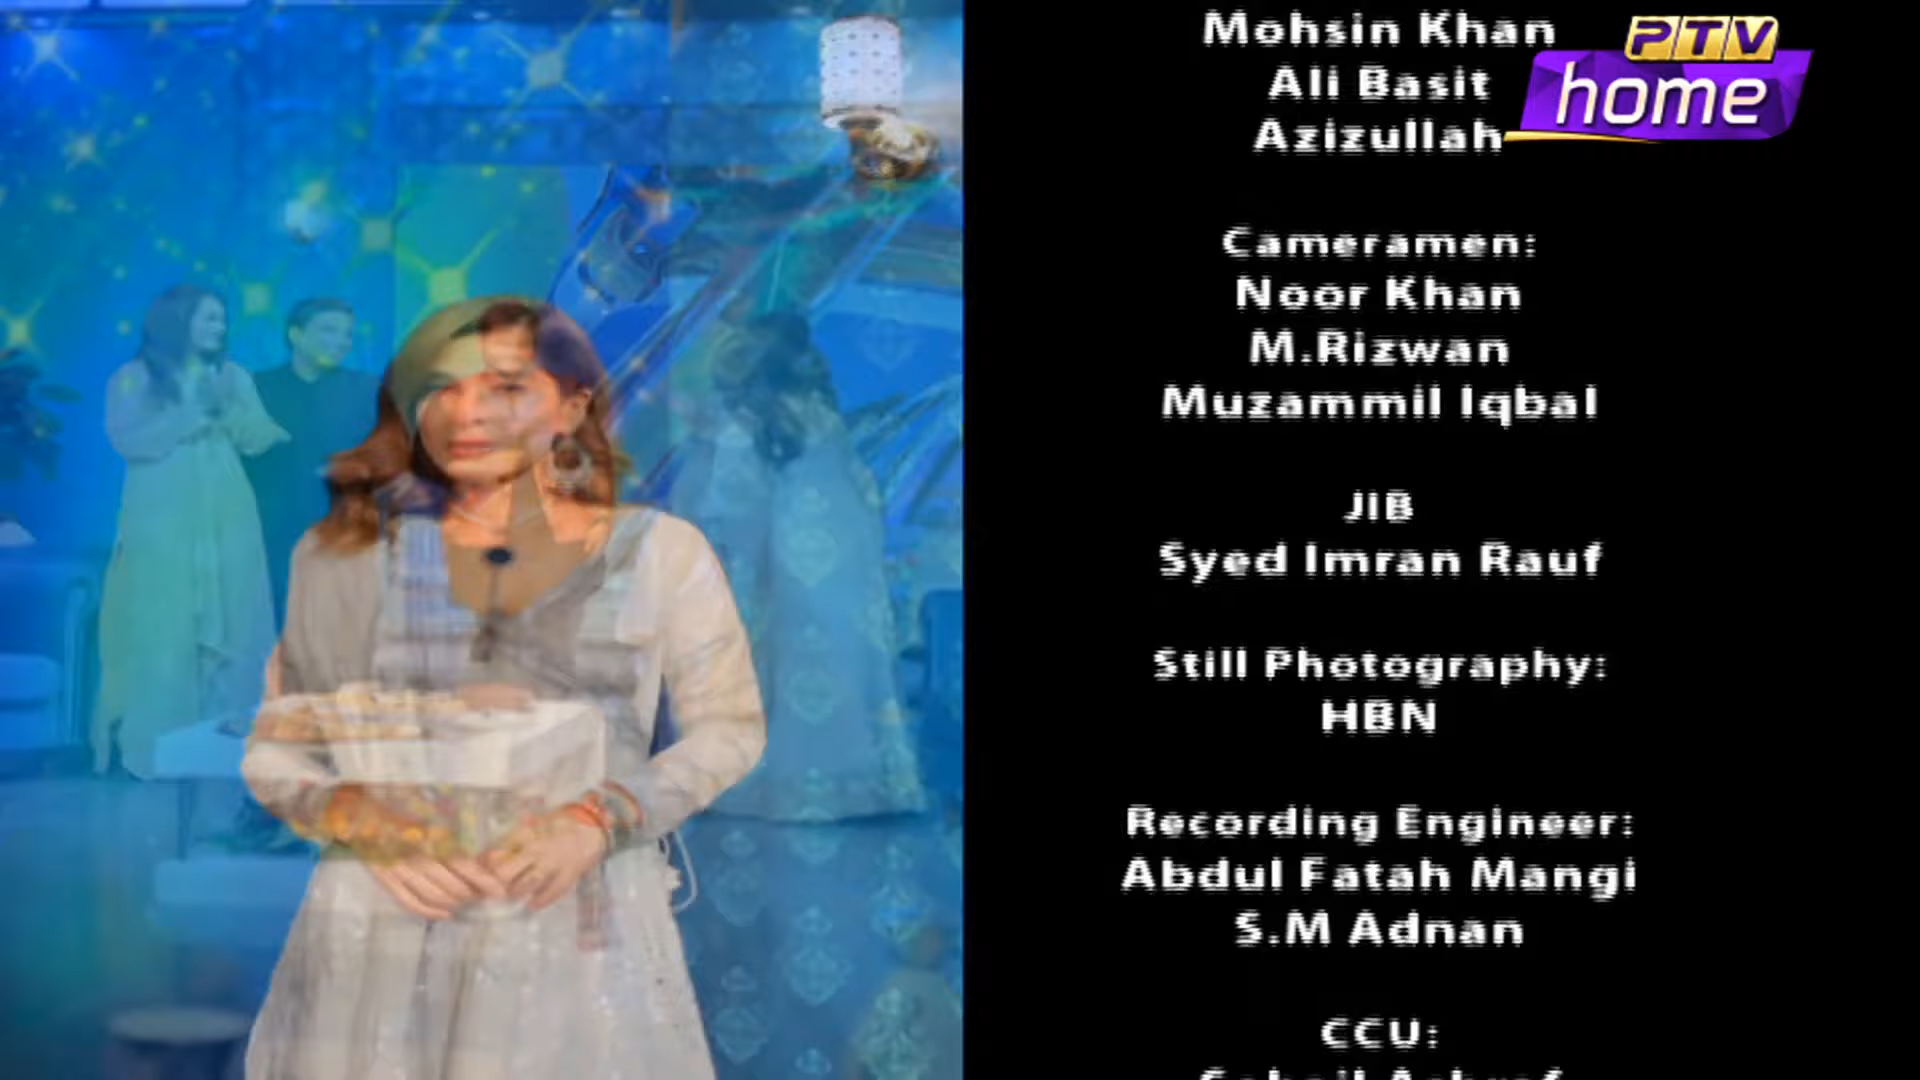 Mohsin Khan
PTV
home
Ali Basit
Azizullah
Cameramen:
Noor Khan
M.Rizwan
Muzammil Iqbal
JIB
Syed Imran Rauf
Still Photography:
HBN
Recording Engineer:
Abdul Fatah Mangi
S.M Adnan
CCU: